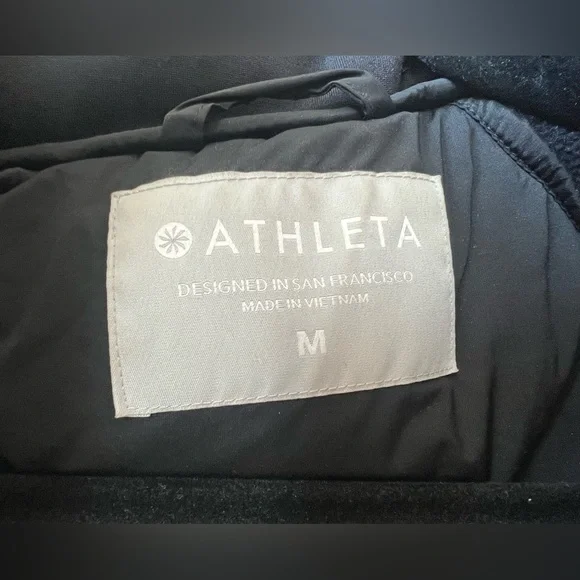 ATHLETA
DESIGNED IN SAN FRANCISCO
MADE IN VIETNAM
M